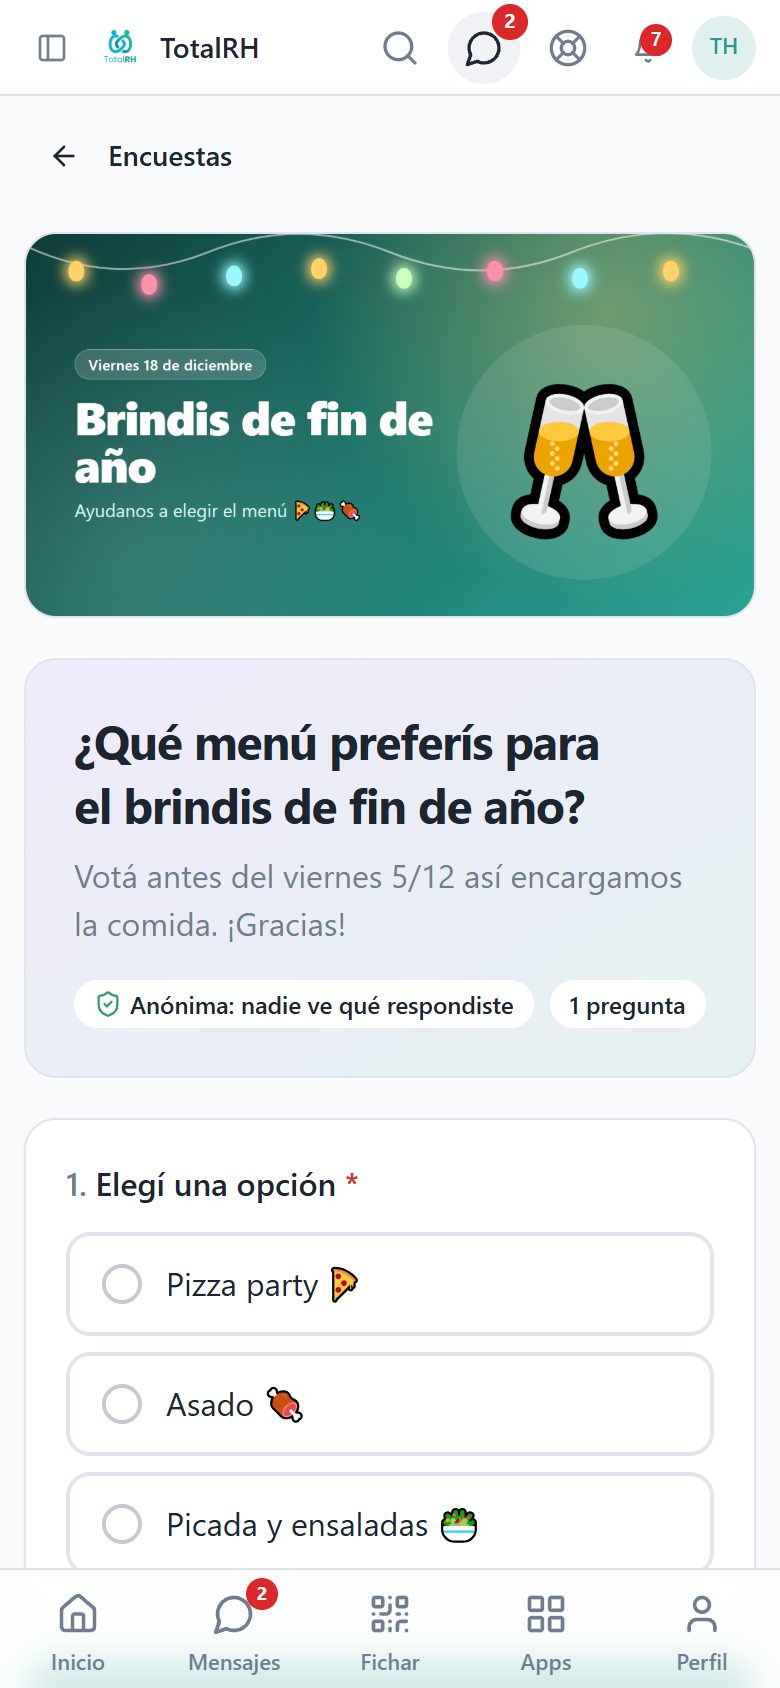 2
TotalRH
TotalRH
7
TH
Encuestas
Viernes 18 de diciembre
Brindis de fin de
año
Ayudanos a elegir el menú 🍕🥗🍖
¿Qué menú preferís para
el brindis de fin de año?
Votá antes del viernes 5/12 así encargamos
la comida. ¡Gracias!
Anónima: nadie ve qué respondiste
1 pregunta
1. Elegí una opción *
Pizza party 🍕
Asado 🍖
Picada y ensaladas 🥗
2
Inicio
Mensajes
Fichar
Apps
Perfil